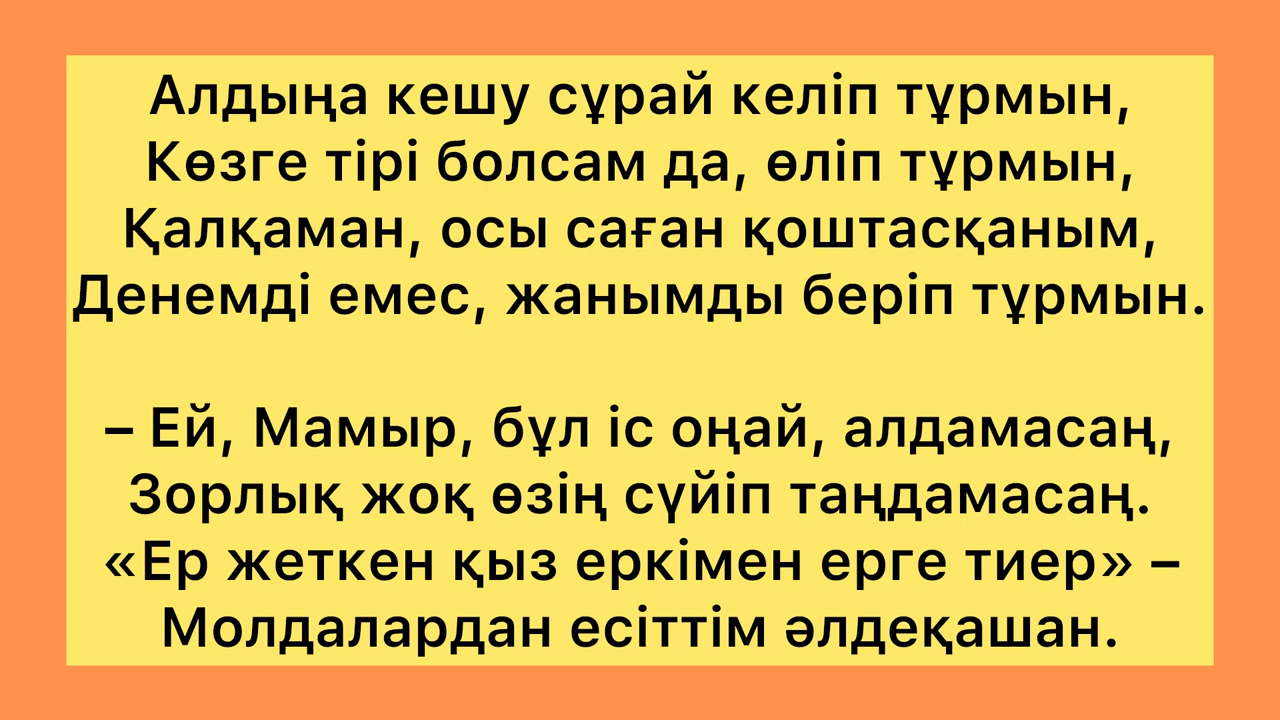 Алдыңа кешу сұрай келіп тұрмын,
Көзге тірі болсам да, өліп тұрмын,
Қалқаман, осы саған қоштасқаным,
Денемді емес, жанымды беріп тұрмын.
– Ей, Мамыр, бұл іс оңай, алдамасаң,
Зорлық жоқ өзің сүйіп таңдамасаң.
«Ер жеткен қыз еркімен ерге тиер» –
Молдалардан есіттім әлдеқашан.